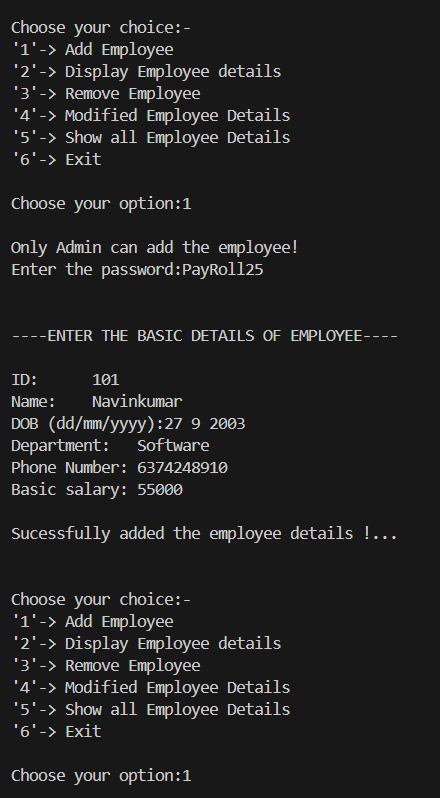 Choose your choice:-
'1'-> Add Employee
'2'-> Display Employee details
'3'-> Remove Employee
'4'-> Modified Employee Details
'5'-> Show all Employee Details
'6'-> Exit
Choose your option:1
Only Admin can add the employee!
Enter the password:PayRoll25
----ENTER THE BASIC DETAILS OF EMPLOYEE----
ID:      101
Name:    Navinkumar
DOB (dd/mm/yyyy):27 9 2003
Department:   Software
Phone Number: 6374248910
Basic salary: 55000
Sucessfully added the employee details !...
Choose your choice:-
'1'-> Add Employee
'2'-> Display Employee details
'3'-> Remove Employee
'4'-> Modified Employee Details
'5'-> Show all Employee Details
'6'-> Exit
Choose your option:1